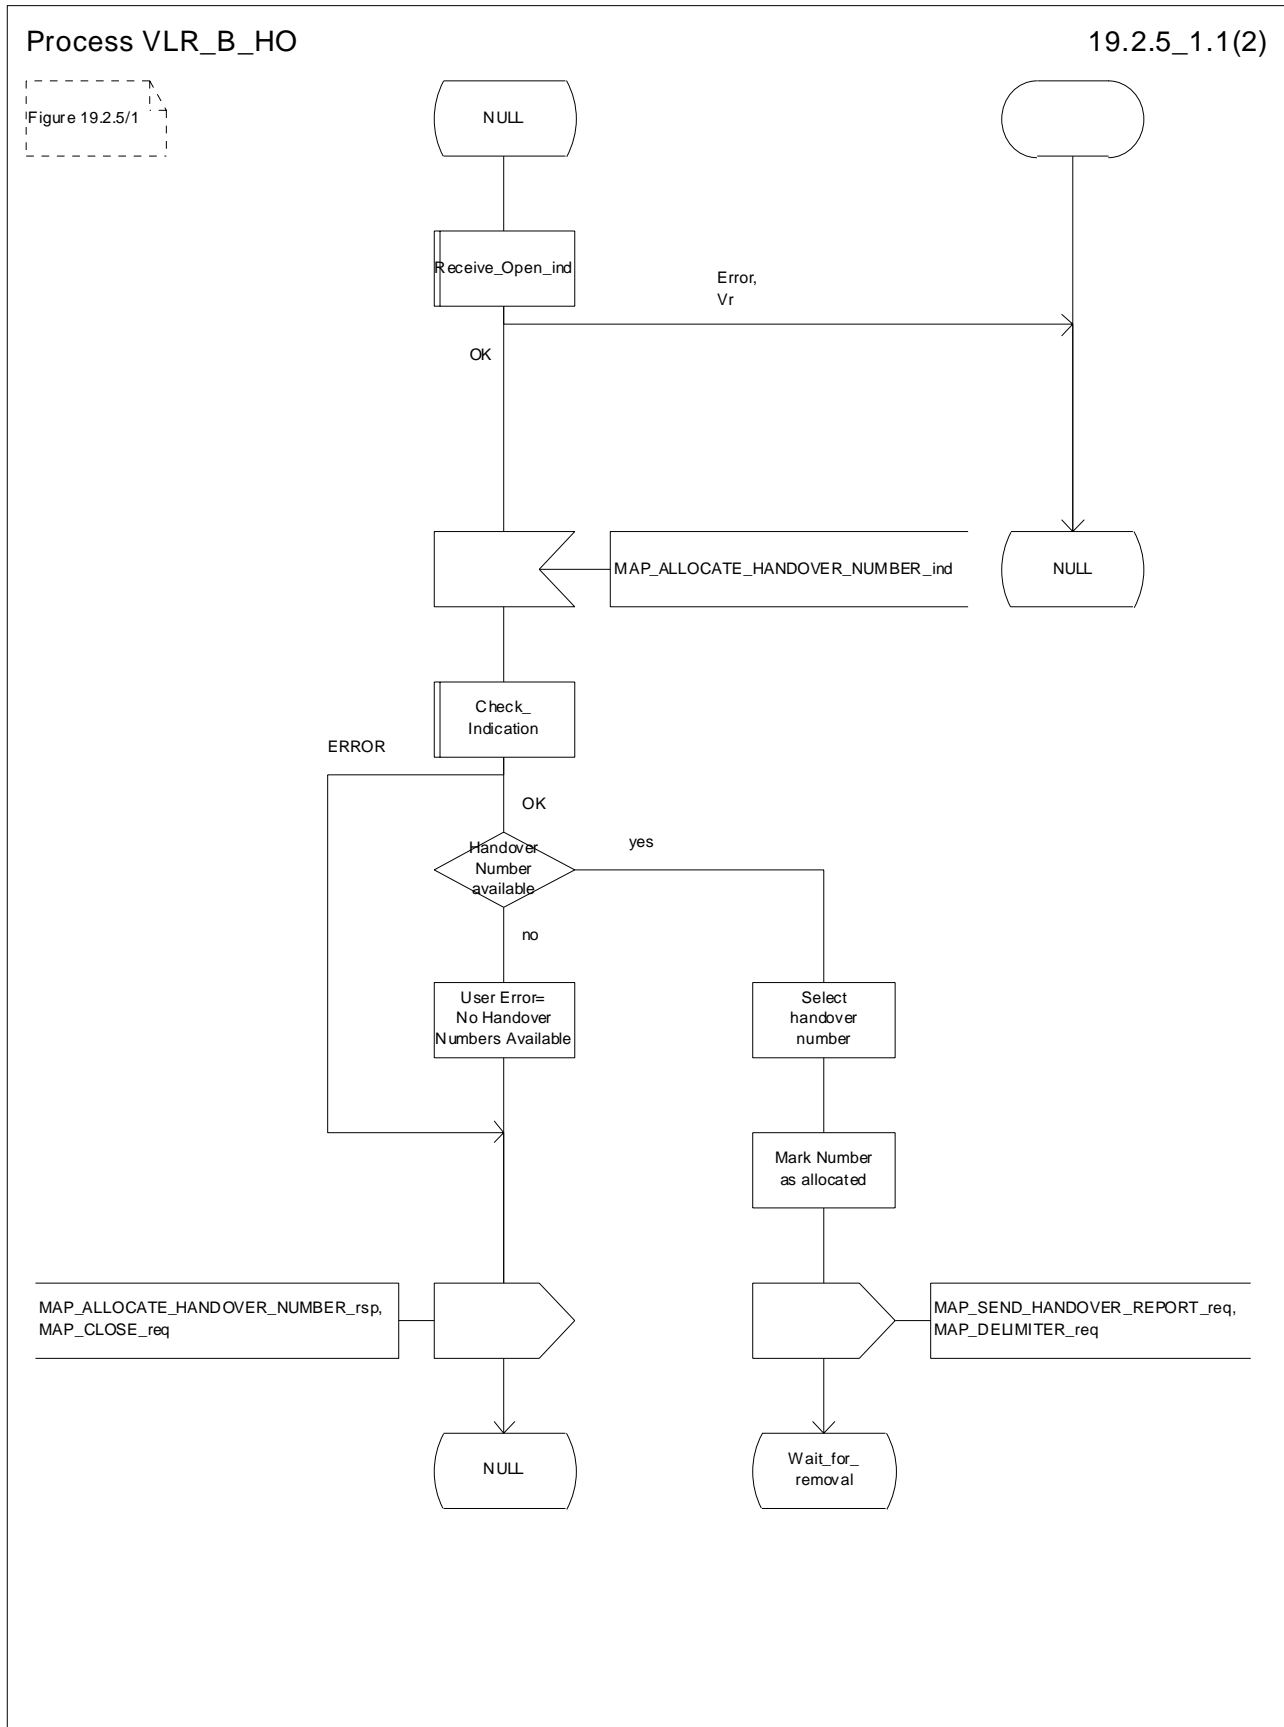 Process VLR_B_HO
19.2.5_1.1(2)
Figure 19.2.5/1
NULL
Receive_Open_ind
Error,
Vr
OK
MAP_ALLOCATE_HANDOVER_NUMBER_ind
NULL
Check_
Indication
ERROR
OK
Handover
Number
available
yes
no
User Error=
No Handover
Numbers Available
Select
handover
number
Mark Number
as allocated
MAP_ALLOCATE_HANDOVER_NUMBER_rsp,
MAP_CLOSE_req
MAP_SEND_HANDOVER_REPORT_req,
MAP_DELIMITER_req
NULL
Wait_for_
removal